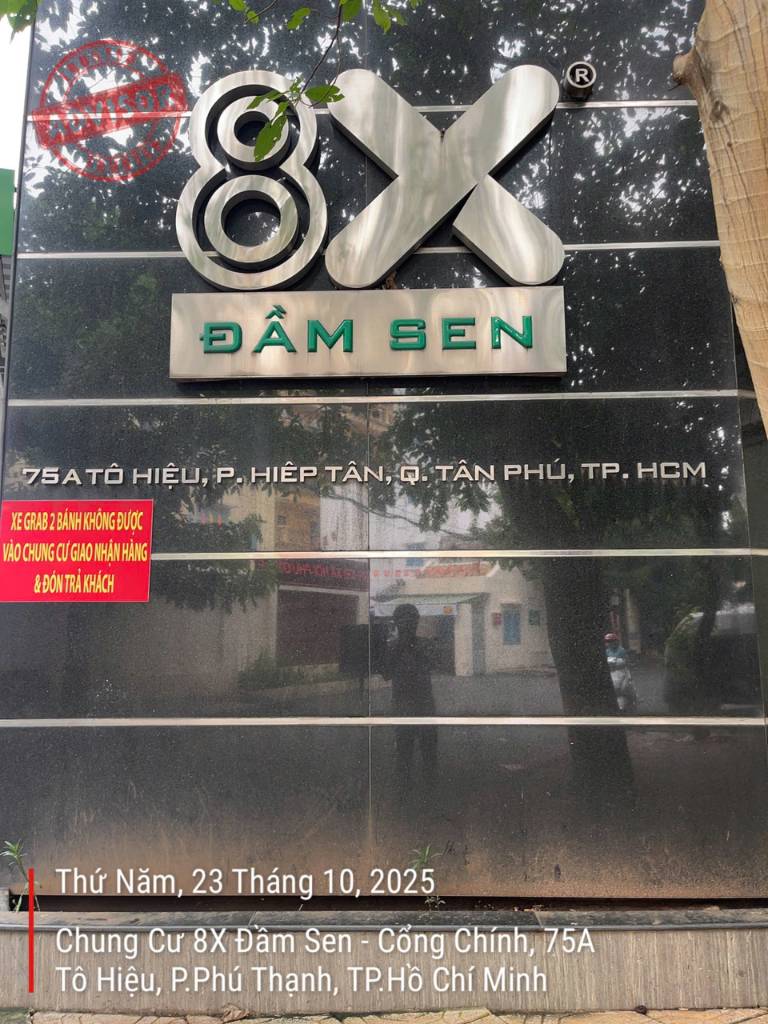 ADVISOR
8X®
ĐẦM SEN
75A TÔ HIỆU, P. HIỆP TÂN, Q. TÂN PHÚ, TP. HCM
XE GRAB 2 BÁNH KHÔNG ĐƯỢC
VÀO CHUNG CƯ GIAO NHẬN HÀNG
& ĐÓN TRẢ KHÁCH
Thứ Năm, 23 Tháng 10, 2025
Chung Cư 8X Đầm Sen - Cổng Chính, 75A
Tô Hiệu, P.Phú Thạnh, TP.Hồ Chí Minh